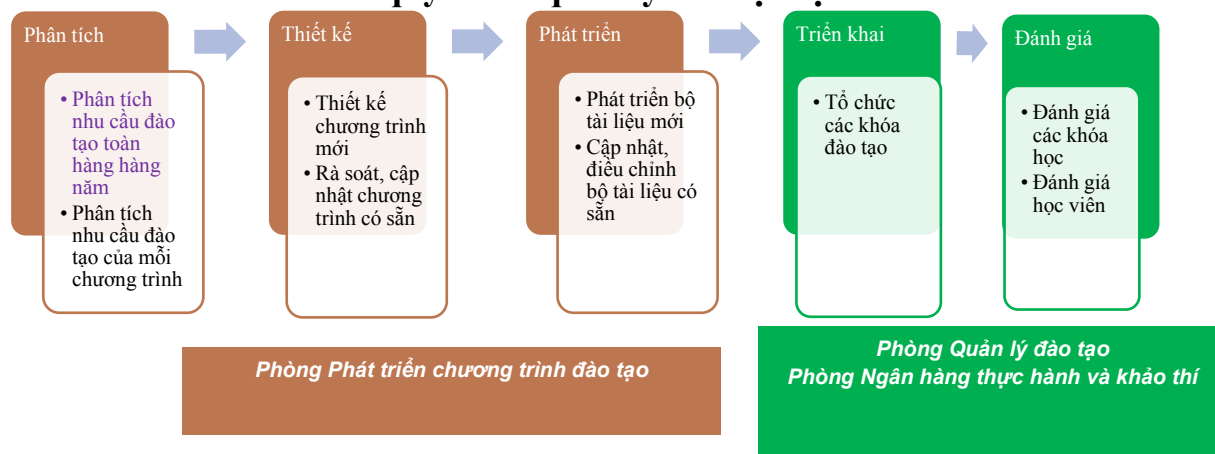 Phân tích
• Phân tích
nhu cầu đào
tạo toàn
hàng hàng
năm
• Phân tích
nhu cầu đào
tạo của mỗi
chương trình
Thiết kế
• Thiết kế
chương trình
mới
• Rà soát, cập
nhật chương
trình có sẵn
Phát triển
• Phát triển bộ
tài liệu mới
• Cập nhật,
điều chỉnh
bộ tài liệu có
sẵn
Triển khai
• Tổ chức
các khóa
đào tạo
Đánh giá
• Đánh giá
các khóa
học
• Đánh giá
học viên
Phòng Phát triển chương trình đào tạo
Phòng Quản lý đào tạo
Phòng Ngân hàng thực hành và khảo thí